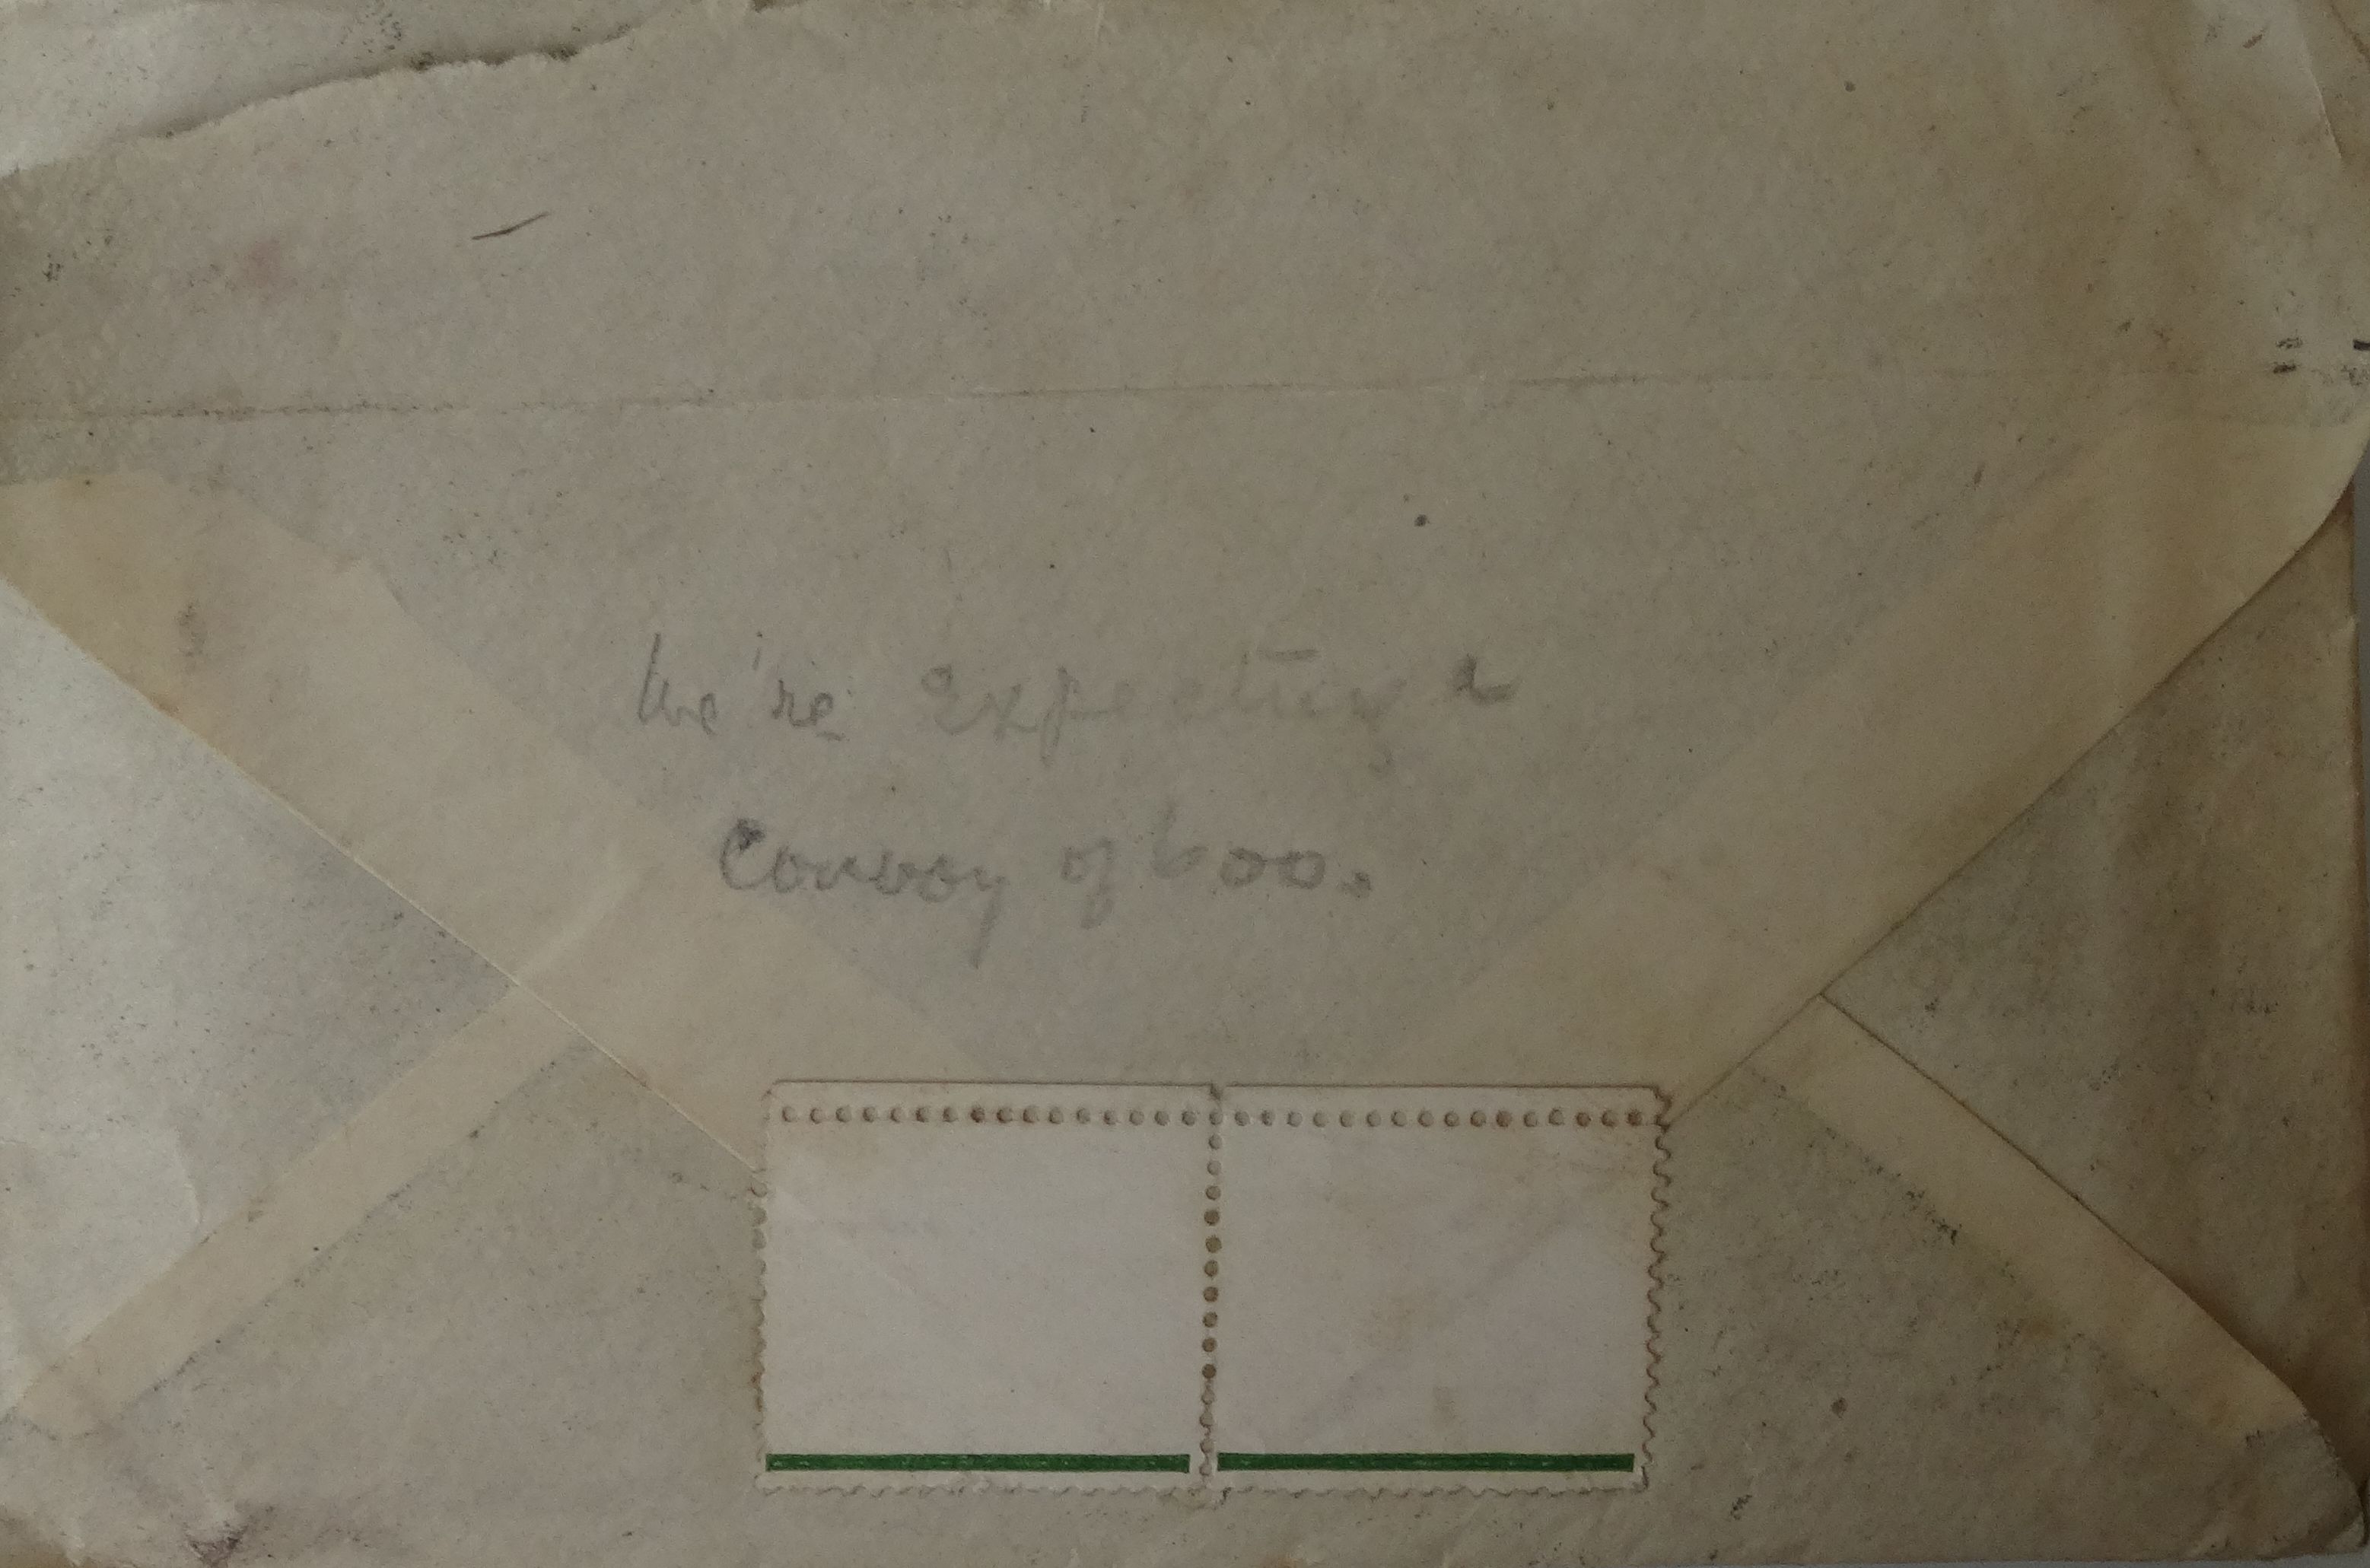 We're expecting a
Convoy of 600.